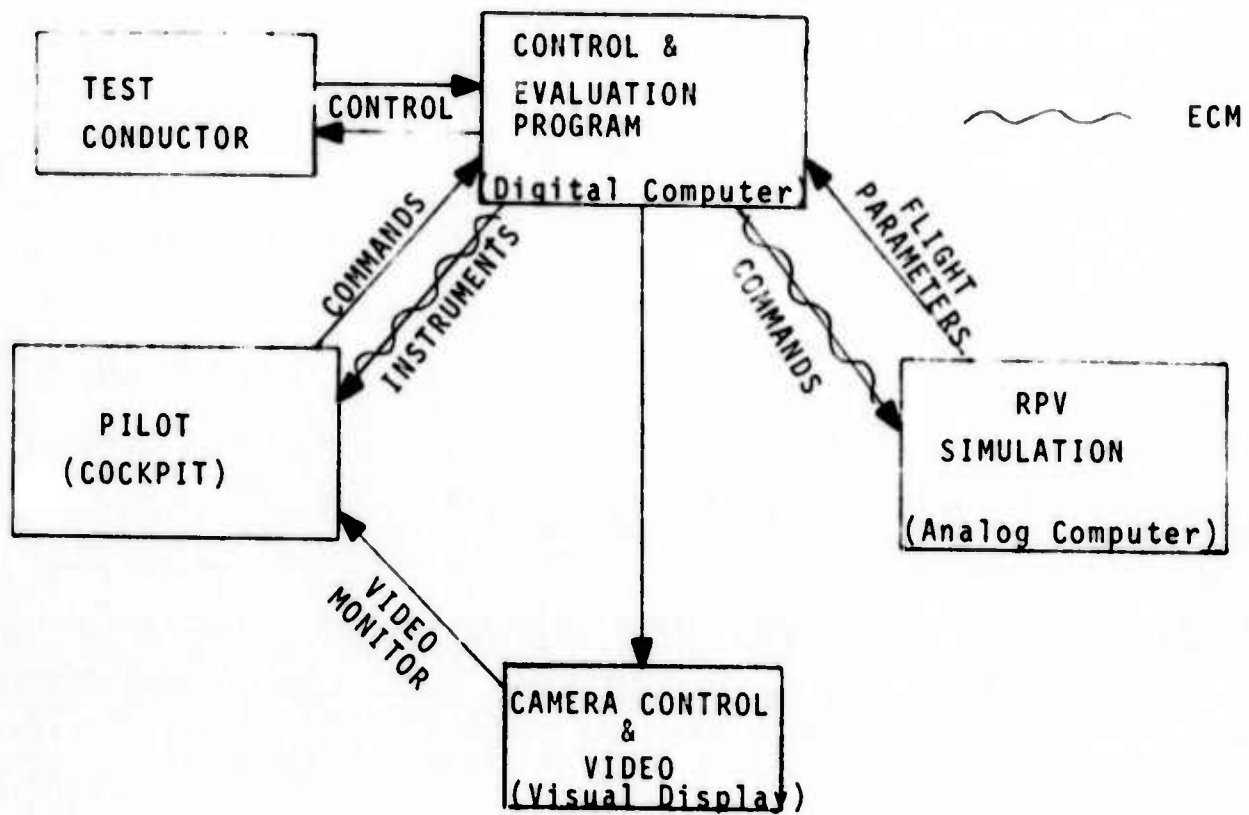 TEST
CONDUCTOR
CONTROL
CONTROL &
EVALUATION
PROGRAM
(Digital Computer)
ECM
COMMANDS
INSTRUMENTS
COMMANDS
FLIGHT
PARAMETERS
PILOT
(COCKPIT)
RPV
SIMULATION
(Analog Computer)
VIDEO
MONITOR
CAMERA CONTROL
&
VIDEO
(Visual Display)